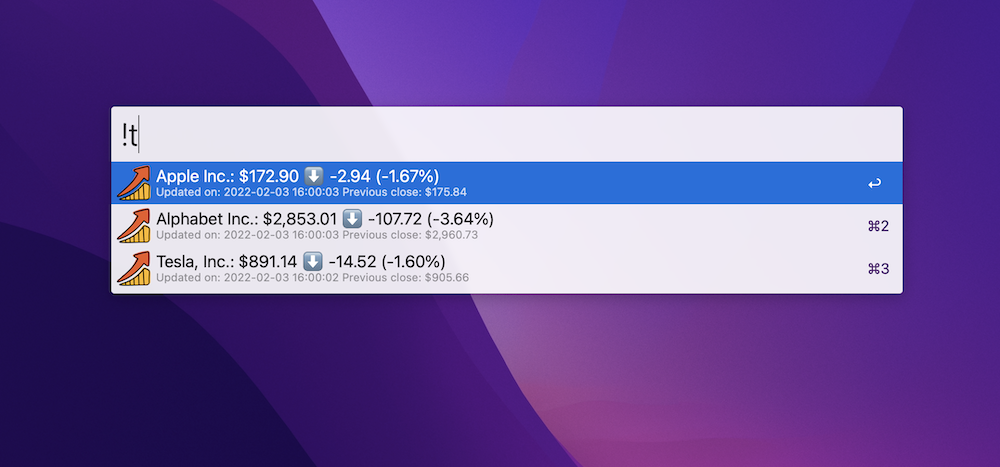 !t
Apple Inc.: $172.90 ⬇️ -2.94 (-1.67%)
Updated on: 2022-02-03 16:00:03 Previous close: $175.84
↩
Alphabet Inc.: $2,853.01 ⬇️ -107.72 (-3.64%)
Updated on: 2022-02-03 16:00:03 Previous close: $2,960.73
⌘2
Tesla, Inc.: $891.14 ⬇️ -14.52 (-1.60%)
Updated on: 2022-02-03 16:00:02 Previous close: $905.66
⌘3